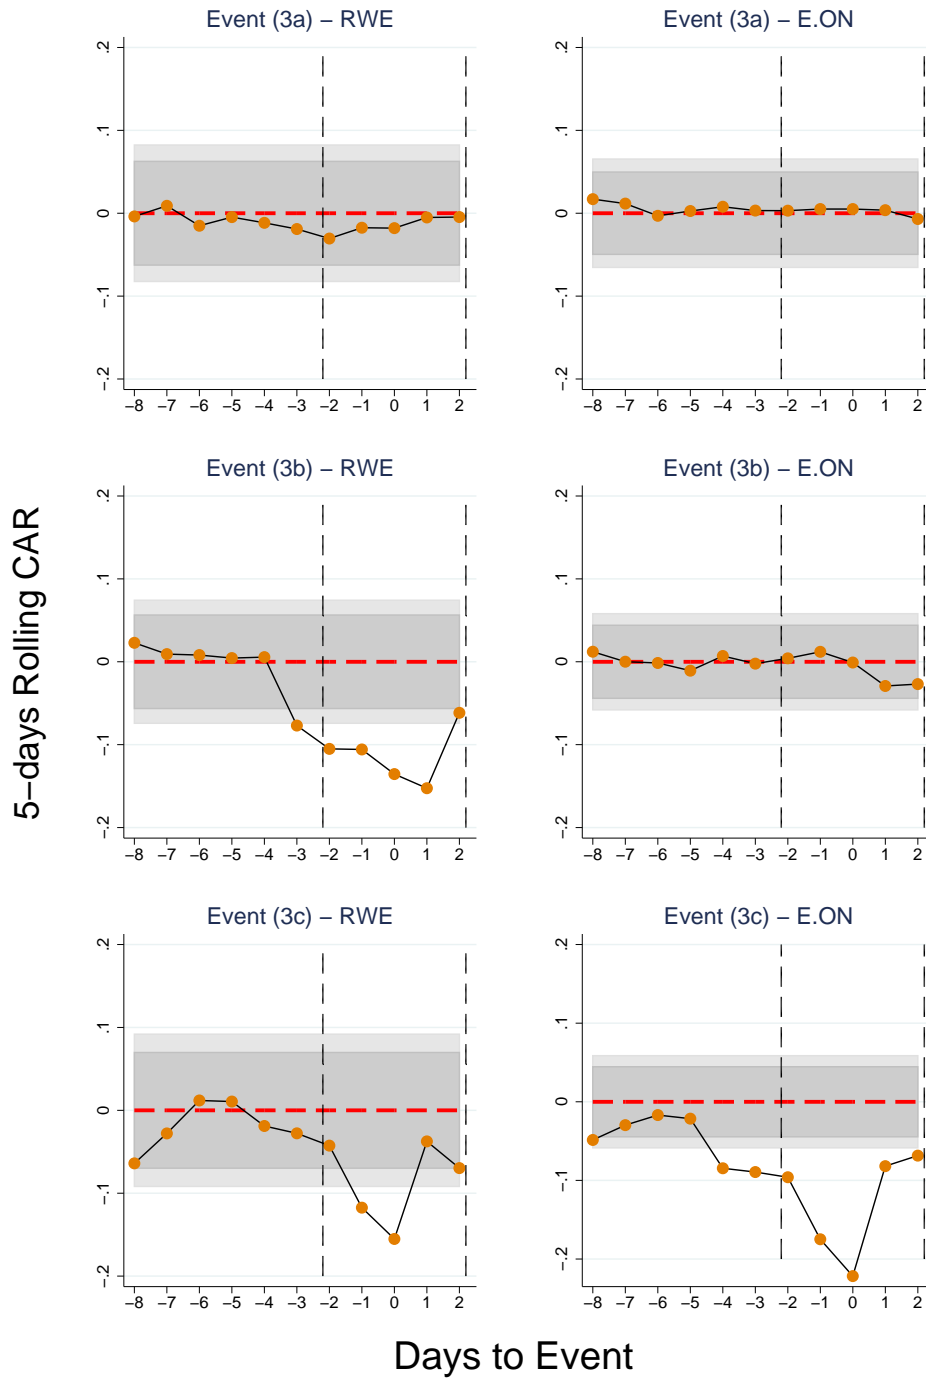 Event (3a) – RWE
Event (3a) – E.ON
.2
.1
0
−.1
−.2
−8 −7 −6 −5 −4 −3 −2 −1 0 1 2
.2
.1
0
−.1
−.2
−8 −7 −6 −5 −4 −3 −2 −1 0 1 2
Event (3b) – RWE
Event (3b) – E.ON
5−days Rolling CAR
.2
.1
0
−.1
−.2
−8 −7 −6 −5 −4 −3 −2 −1 0 1 2
.2
.1
0
−.1
−.2
−8 −7 −6 −5 −4 −3 −2 −1 0 1 2
Event (3c) – RWE
Event (3c) – E.ON
.2
.1
0
−.1
−.2
−8 −7 −6 −5 −4 −3 −2 −1 0 1 2
.2
.1
0
−.1
−.2
−8 −7 −6 −5 −4 −3 −2 −1 0 1 2
Days to Event